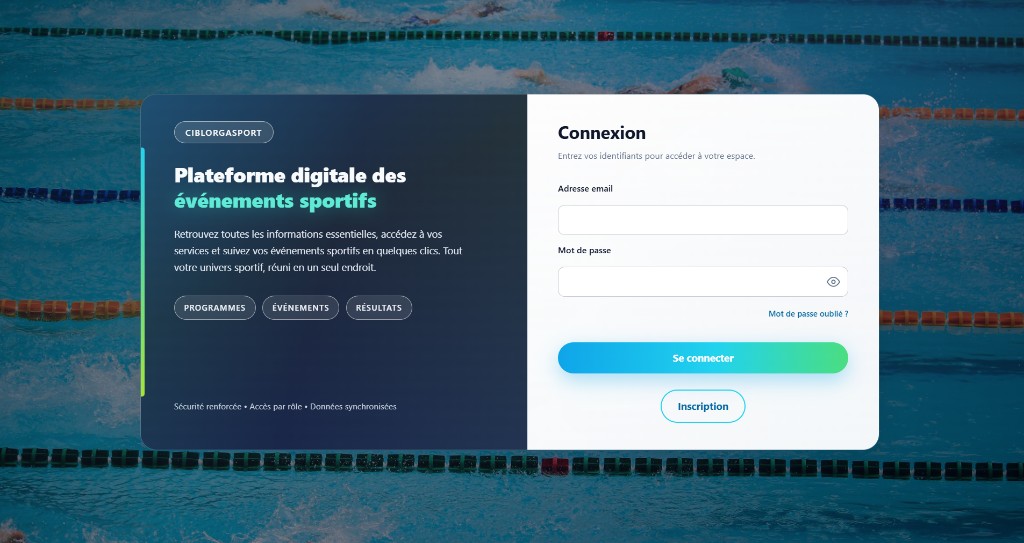 CIBLORGASPORT
Plateforme digitale des
événements sportifs
Retrouvez toutes les informations essentielles, accédez à vos
services et suivez vos événements sportifs en quelques clics. Tout
votre univers sportif, réuni en un seul endroit.
PROGRAMMES
ÉVÉNEMENTS
RÉSULTATS
Sécurité renforcée • Accès par rôle • Données synchronisées
Connexion
Entrez vos identifiants pour accéder à votre espace.
Adresse email
Mot de passe
Mot de passe oublié ?
Se connecter
Inscription